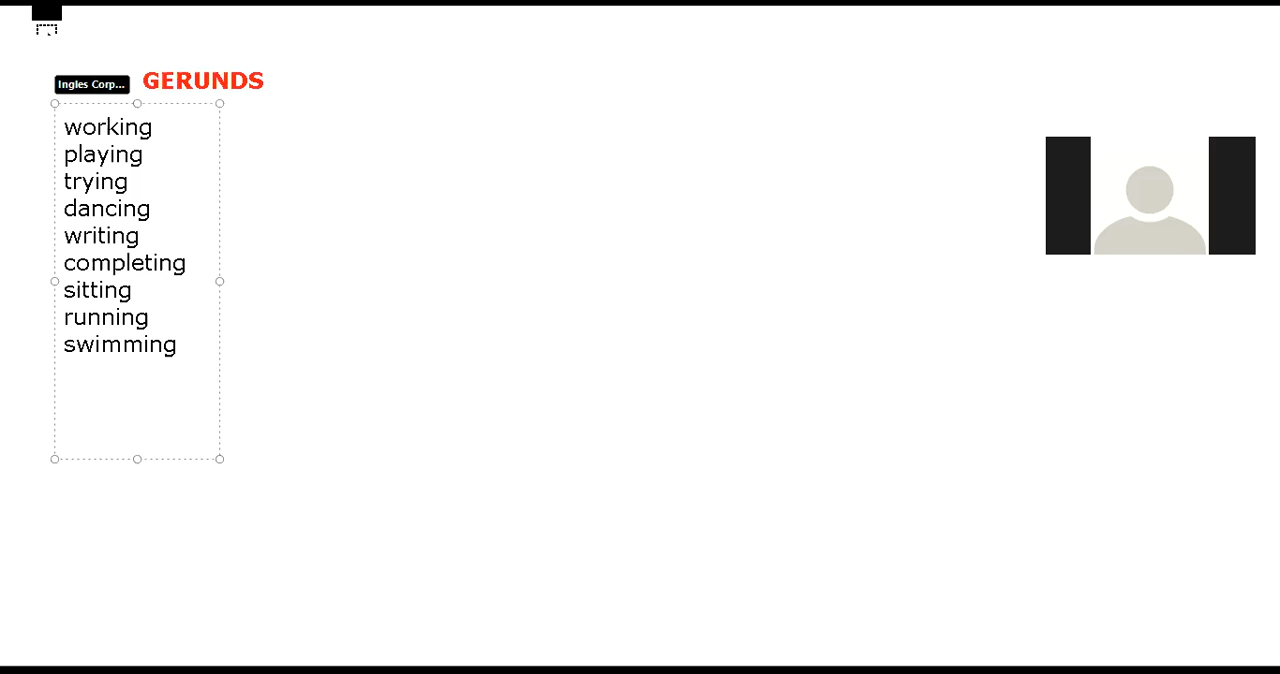 Ingles Corp... GERUNDS
working
playing
trying
dancing
writing
completing
sitting
running
swimming